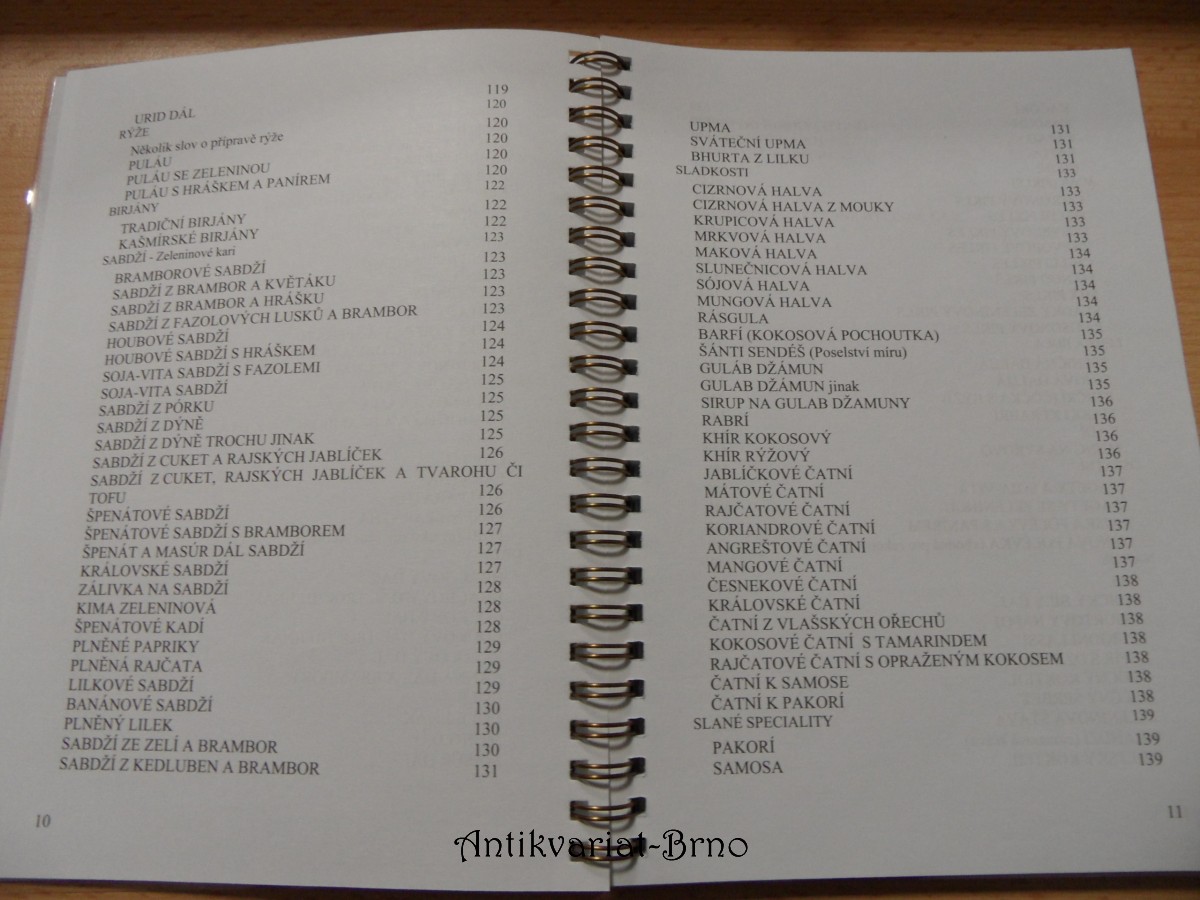 URID DÁL 119
RÝŽE 120
Několik slov o přípravě rýže 120
PULÁU 120
PULÁU SE ZELENINOU 120
PULÁU S HRÁŠKEM A PANÍREM 120
BIRJÁNY 122
TRADIČNÍ BIRJÁNY 122
KAŠMÍRSKÉ BIRJÁNY 122
SABDŽÍ - Zeleninové kari 123
BRAMBOROVÉ SABDŽÍ 123
SABDŽÍ Z BRAMBOR A KVĚTÁKU 123
SABDŽÍ Z BRAMBOR A HRÁŠKU 123
SABDŽÍ Z FAZOLOVÝCH LUSKŮ A BRAMBOR 123
HOUBOVÉ SABDŽÍ 124
HOUBOVÉ SABDŽÍ S HRÁŠKEM 124
SOJA-VITA SABDŽÍ S FAZOLEMI 124
SOJA-VITA SABDŽÍ 125
SABDŽÍ Z PÓRKU 125
SABDŽÍ Z DÝNĚ 125
SABDŽÍ Z DÝNĚ TROCHU JINAK 125
SABDŽÍ Z CUKET A RAJSKÝCH JABLÍČEK 126
SABDŽÍ Z CUKET, RAJSKÝCH JABLÍČEK A TVAROHU ČI
TOFU 126
ŠPENÁTOVÉ SABDŽÍ 126
ŠPENÁTOVÉ SABDŽÍ S BRAMBOREM 127
ŠPENÁT A MASÚR DÁL SABDŽÍ 127
KRÁLOVSKÉ SABDŽÍ 127
ZÁLIVKA NA SABDŽÍ 128
KIMA ZELENINOVÁ 128
ŠPENÁTOVÉ KADÍ 128
PLNĚNÉ PAPRIKY 129
PLNĚNÁ RAJČATA 129
LILKOVÉ SABDŽÍ 129
BANÁNOVÉ SABDŽÍ 130
PLNĚNÝ LILEK 130
SABDŽÍ ZE ZELÍ A BRAMBOR 130
SABDŽÍ Z KEDLUBEN A BRAMBOR 131
10
UPMA 131
SVÁTEČNÍ UPMA 131
BHURTA Z LILKU 131
SLADKOSTI 133
CIZRNOVÁ HALVA 133
CIZRNOVÁ HALVA Z MOUKY 133
KRUPICOVÁ HALVA 133
MRKVOVÁ HALVA 133
MAKOVÁ HALVA 134
SLUNEČNICOVÁ HALVA 134
SÓJOVÁ HALVA 134
MUNGOVÁ HALVA 134
RÁSGULA 134
BARFÍ (KOKOSOVÁ POCHOUTKA) 135
ŠÁNTI SENDÉŠ (Poselství míru) 135
GULÁB DŽÁMUN 135
GULAB DŽÁMUN jinak 135
SIRUP NA GULAB DŽAMUNY 136
RABRÍ 136
KHÍR KOKOSOVÝ 136
KHÍR RÝŽOVÝ 136
JABLÍČKOVÉ ČATNÍ 137
MÁTOVÉ ČATNÍ 137
RAJČATOVÉ ČATNÍ 137
KORIANDROVÉ ČATNÍ 137
ANGREŠTOVÉ ČATNÍ 137
MANGOVÉ ČATNÍ 137
ČESNEKOVÉ ČATNÍ 138
KRÁLOVSKÉ ČATNÍ 138
ČATNÍ Z VLAŠSKÝCH OŘECHŮ 138
KOKOSOVÉ ČATNÍ S TAMARINDEM 138
RAJČATOVÉ ČATNÍ S OPRAŽENÝM KOKOSEM 138
ČATNÍ K SAMOSE 138
ČATNÍ K PAKORÍ 138
SLANÉ SPECIALITY 139
PAKORÍ 139
SAMOSA 139
11
Antikvariat-Brno